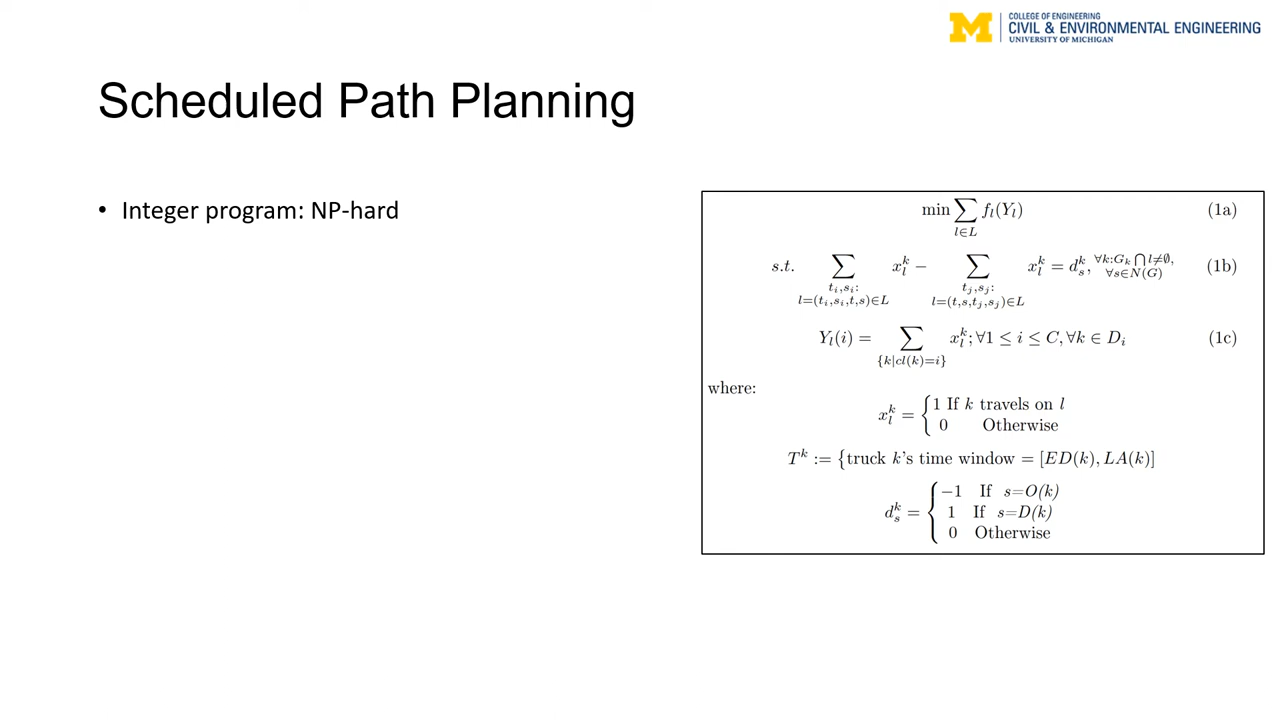 COLLEGE OF ENGINEERING
CIVIL & ENVIRONMENTAL ENGINEERING
UNIVERSITY OF MICHIGAN
Scheduled Path Planning
• Integer program: NP-hard
min ∑_{l∈L} f_l(Y_l) (1a)
s.t. ∑_{t_i,s_i: l=(t_i,s_i,t,s)∈L} x_l^k − ∑_{t_j,s_j: l=(t,s,t_j,s_j)∈L} x_l^k = d_s^k, ∀k:G_k ⋂ l≠∅, ∀s∈N(G) (1b)
Y_l(i) = ∑_{{k|cl(k)=i}} x_l^k; ∀1 ≤ i ≤ C, ∀k ∈ D_i (1c)
where:
x_l^k = { 1 If k travels on l
0 Otherwise
T^k := {truck k's time window = [ED(k), LA(k)]
d_s^k = { −1 If s=O(k)
1 If s=D(k)
0 Otherwise